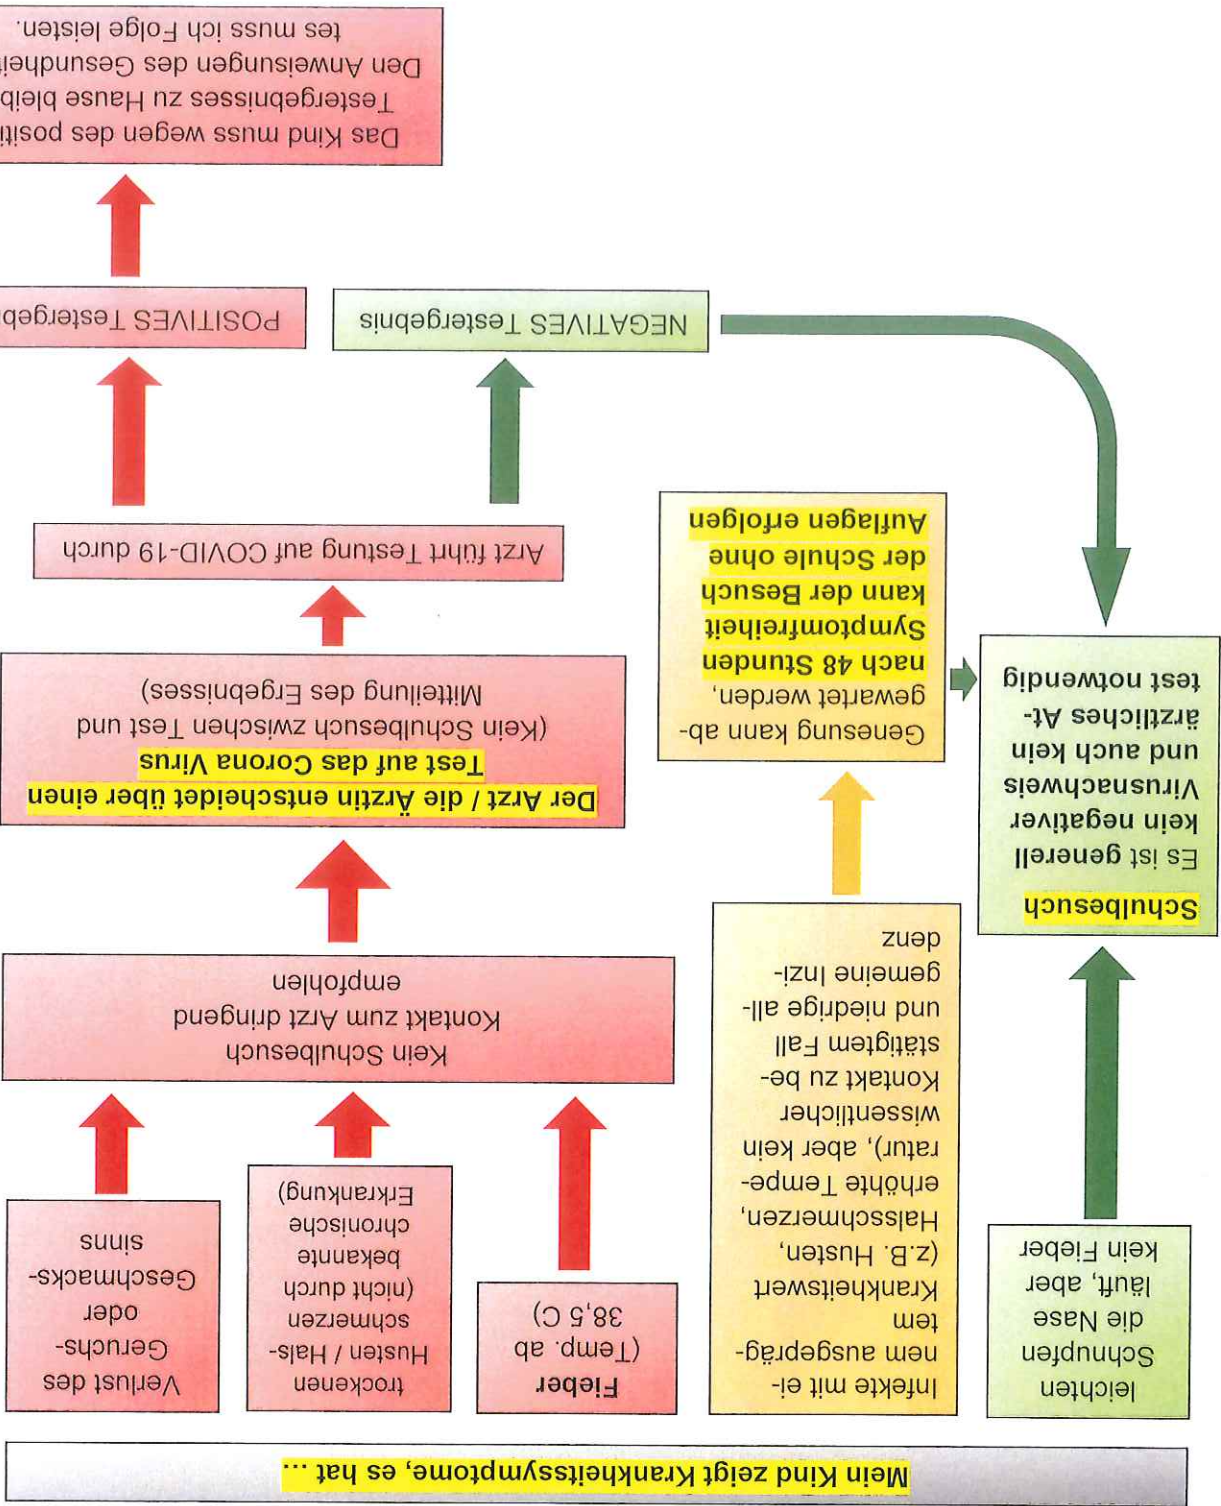 Mein Kind zeigt Krankheitssymptome, es hat ...
leichten
Schnupfen
die Nase
läuft, aber
kein Fieber
Infekte mit ei-
nem ausgepräg-
tem
Krankheitswert
(z.B. Husten,
Halsschmerzen,
erhöhte Tempe-
ratur), aber kein
wissentlicher
Kontakt zu be-
stätigtem Fall
und niedrige all-
gemeine Inzi-
denz
Fieber
(Temp. ab
38,5 C)
trockenen
Husten / Hals-
schmerzen
(nicht durch
bekannte
chronische
Erkrankung)
Verlust des
Geruchs-
oder
Geschmacks-
sinns
Kein Schulbesuch
Kontakt zum Arzt dringend
empfohlen
Schulbesuch
Es ist generell
kein negativer
Virusnachweis
und auch kein
ärztliches At-
test notwendig
Genesung kann ab-
gewartet werden,
nach 48 Stunden
Symptomfreiheit
kann der Besuch
der Schule ohne
Auflagen erfolgen
Der Arzt / die Ärztin entscheidet über einen
Test auf das Corona Virus
(Kein Schulbesuch zwischen Test und
Mitteilung des Ergebnisses)
Arzt führt Testung auf COVID-19 durch
NEGATIVES Testergebnis
POSITIVES Testergeb
Das Kind muss wegen des positi
Testergebnisses zu Hause bleib
Den Anweisungen des Gesundheit
tes muss ich Folge leisten.